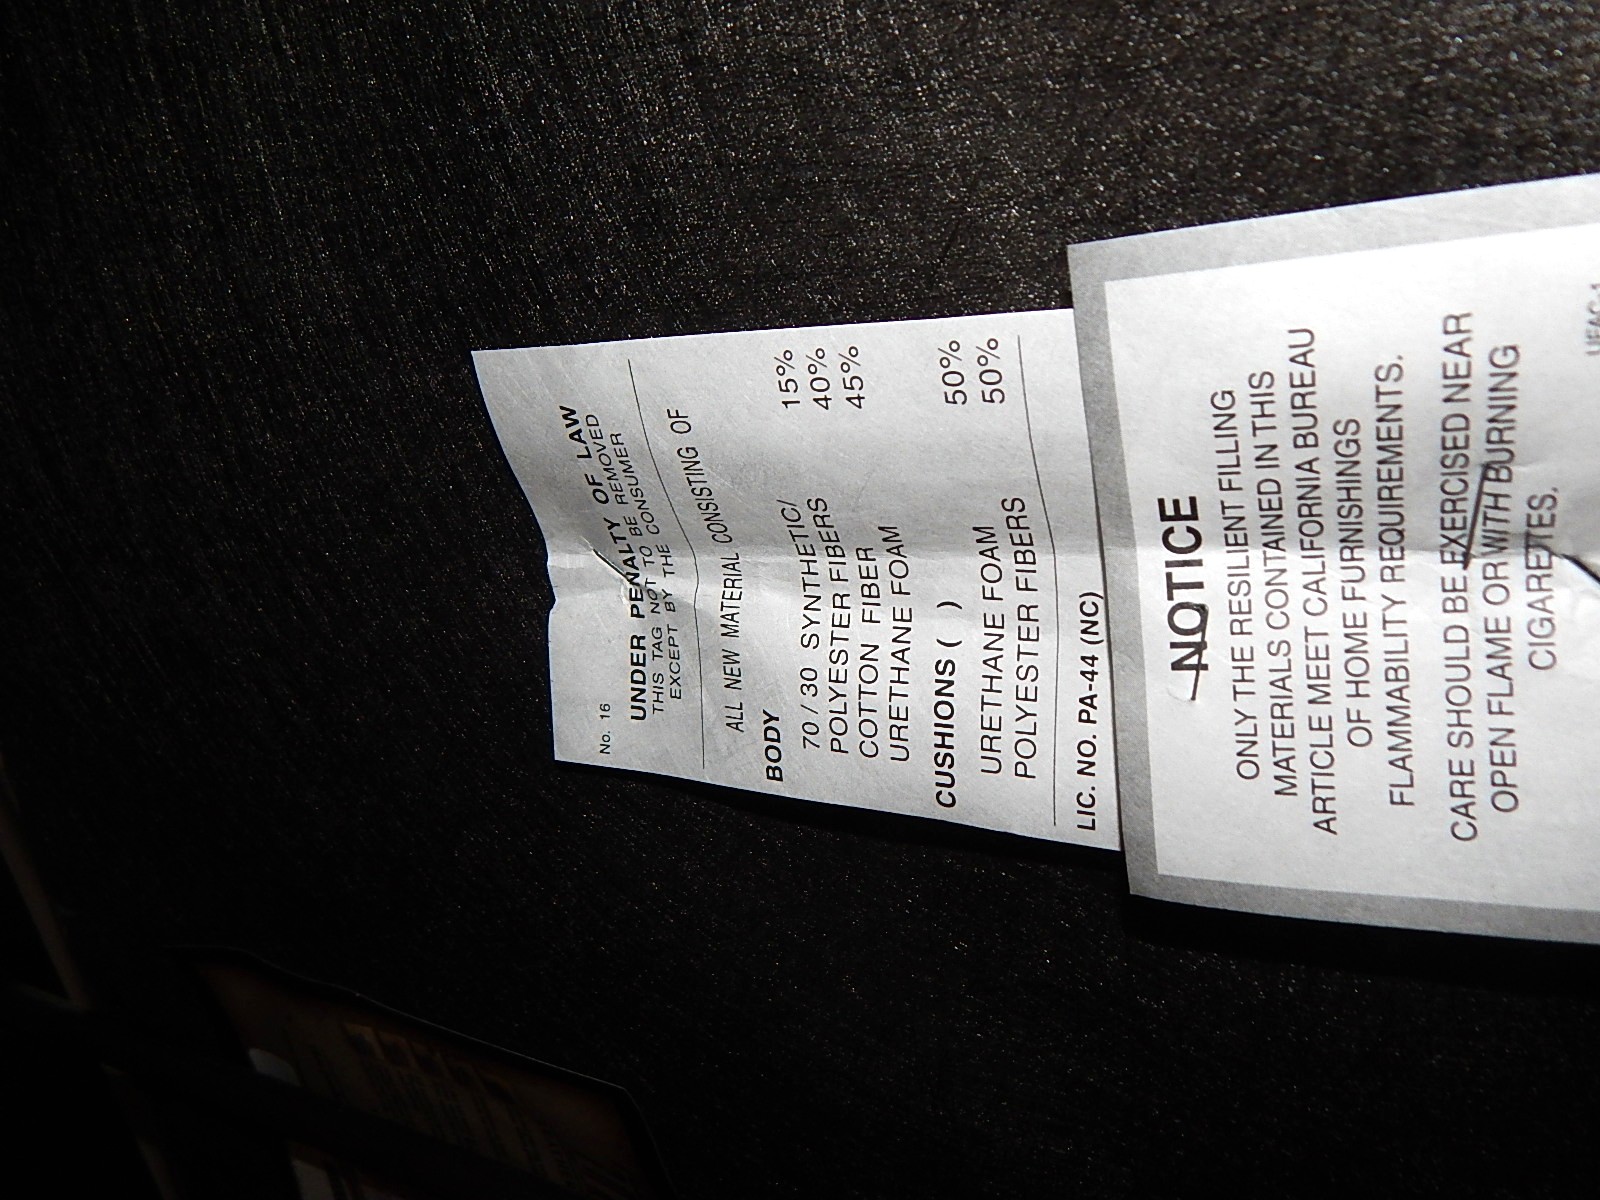 No. 16
UNDER PENALTY OF LAW
THIS TAG NOT TO BE REMOVED
EXCEPT BY THE CONSUMER
ALL NEW MATERIAL CONSISTING OF
BODY
70 / 30 SYNTHETIC/ 15%
POLYESTER FIBERS 40%
COTTON FIBER 45%
URETHANE FOAM
CUSHIONS ( )
URETHANE FOAM 50%
POLYESTER FIBERS 50%
LIC. NO. PA-44 (NC)
NOTICE
ONLY THE RESILIENT FILLING
MATERIALS CONTAINED IN THIS
ARTICLE MEET CALIFORNIA BUREAU
OF HOME FURNISHINGS
FLAMMABILITY REQUIREMENTS.
CARE SHOULD BE EXERCISED NEAR
OPEN FLAME OR WITH BURNING
CIGARETTES.